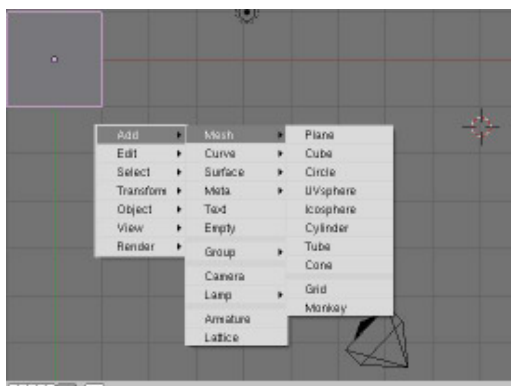 Add
Edit
Select
Transform
Object
View
Render
Mesh
Curve
Surface
Meta
Text
Empty
Group
Camera
Lamp
Armature
Lattice
Plane
Cube
Circle
UVsphere
Icosphere
Cylinder
Tube
Cone
Grid
Monkey